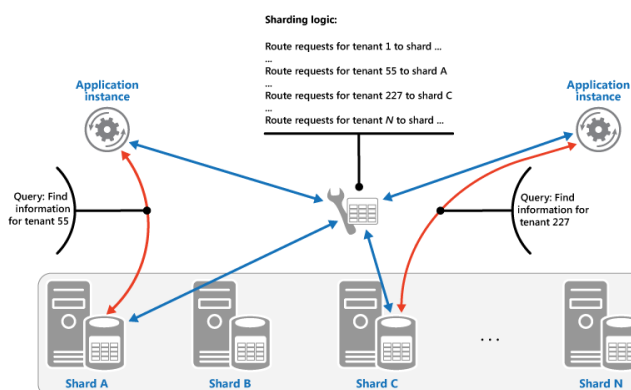 Sharding logic:
Route requests for tenant 1 to shard ...
...
Route requests for tenant 55 to shard A
...
Route requests for tenant 227 to shard C
...
Route requests for tenant N to shard ...
Application
instance
Application
instance
Query: Find
information
for tenant 55
Query: Find
information for
tenant 227
...
Shard A
Shard B
Shard C
Shard N